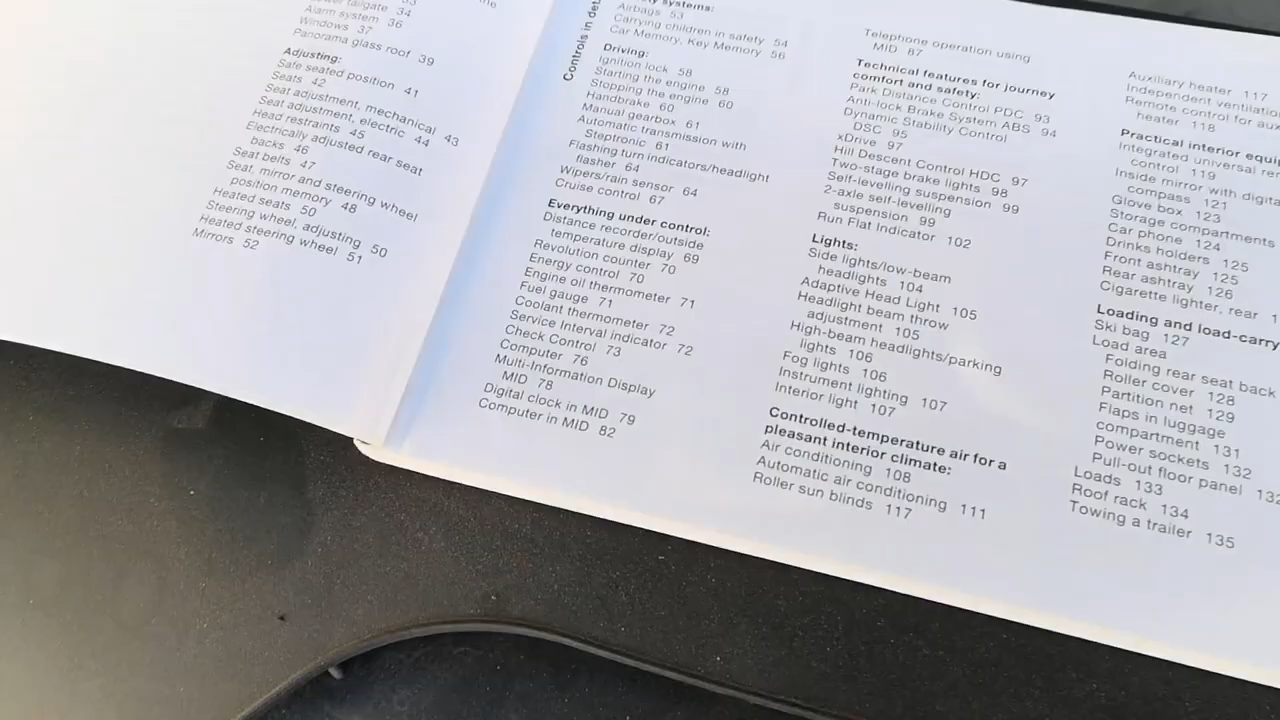 33
tailgate 34
Alarm system 36
Windows 37
Panorama glass roof 39
Adjusting:
Safe seated position 41
Seats 42
Seat adjustment, mechanical 43
Seat adjustment, electric 44
Head restraints 45
Electrically adjusted rear seat
backs 46
Seat belts 47
Seat, mirror and steering wheel
position memory 48
Heated seats 50
Steering wheel, adjusting 50
Heated steering wheel 51
Mirrors 52
Controls in
systems:
Airbags 53
Carrying children in safety 54
Car Memory, Key Memory 56
Driving:
Ignition lock 58
Starting the engine 58
Stopping the engine 60
Handbrake 60
Manual gearbox 61
Automatic transmission with
Steptronic 61
Flashing turn indicators/headlight
flasher 64
Wipers/rain sensor 64
Cruise control 67
Everything under control:
Distance recorder/outside
temperature display 69
Revolution counter 70
Energy control 70
Engine oil thermometer 71
Fuel gauge 71
Coolant thermometer 72
Service Interval indicator 72
Check Control 73
Computer 76
Multi-Information Display
MID 78
Digital clock in MID 79
Computer in MID 82
Telephone operation using
MID 87
Technical features for journey
comfort and safety:
Park Distance Control PDC 93
Anti-lock Brake System ABS 94
Dynamic Stability Control
DSC 95
xDrive 97
Hill Descent Control HDC 97
Two-stage brake lights 98
Self-levelling suspension 99
2-axle self-levelling
suspension 99
Run Flat Indicator 102
Lights:
Side lights/low-beam
headlights 104
Adaptive Head Light 105
Headlight beam throw
adjustment 105
High-beam headlights/parking
lights 106
Fog lights 106
Instrument lighting 107
Interior light 107
Controlled-temperature air for a
pleasant interior climate:
Air conditioning 108
Automatic air conditioning 111
Roller sun blinds 117
Auxiliary heater 117
Independent
Remote control for
heater 118
Practical interior
Integrated universal
control 119
Inside mirror with
compass 121
Glove box 123
Storage compartments
Car phone 124
Drinks holders 125
Front ashtray 125
Rear ashtray 126
Cigarette lighter, rear
Loading and
Ski bag 127
Load area
Folding rear seat back
Roller cover 128
Partition net 129
Flaps in luggage
compartment 131
Power sockets 132
Pull-out floor panel 132
Loads 133
Roof rack 134
Towing a trailer 135